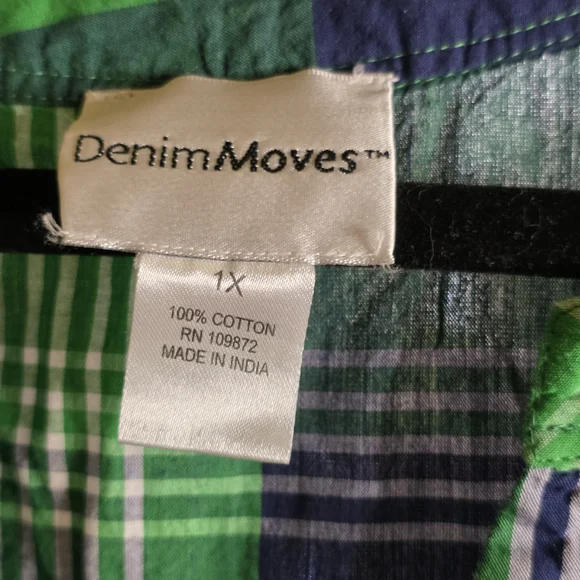 DenimMoves™
1X
100% COTTON
RN 109872
MADE IN INDIA